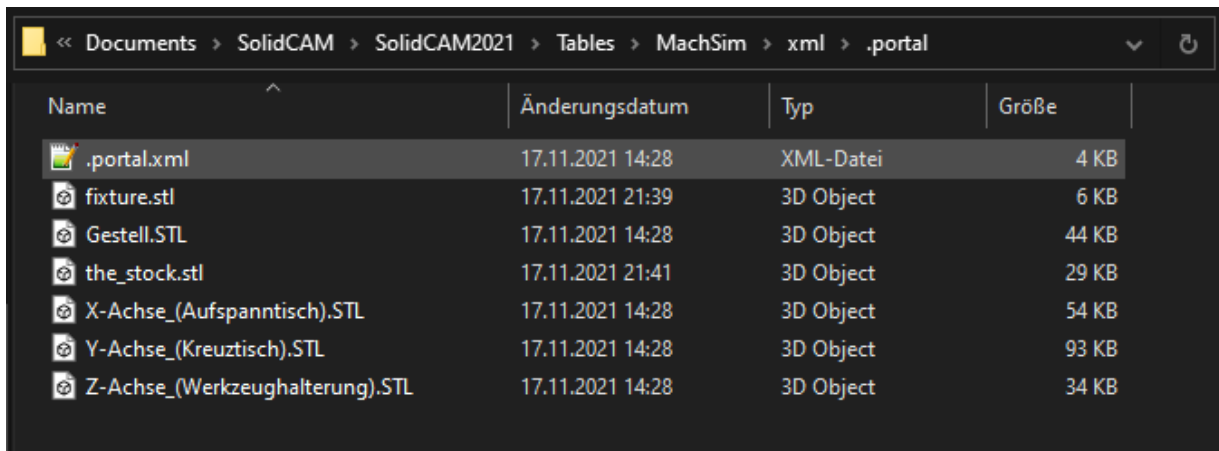 « Documents > SolidCAM > SolidCAM2021 > Tables > MachSim > xml > .portal
Name Änderungsdatum Typ Größe
.portal.xml 17.11.2021 14:28 XML-Datei 4 KB
fixture.stl 17.11.2021 21:39 3D Object 6 KB
Gestell.STL 17.11.2021 14:28 3D Object 44 KB
the_stock.stl 17.11.2021 21:41 3D Object 29 KB
X-Achse_(Aufspanntisch).STL 17.11.2021 14:28 3D Object 54 KB
Y-Achse_(Kreuztisch).STL 17.11.2021 14:28 3D Object 93 KB
Z-Achse_(Werkzeughalterung).STL 17.11.2021 14:28 3D Object 34 KB